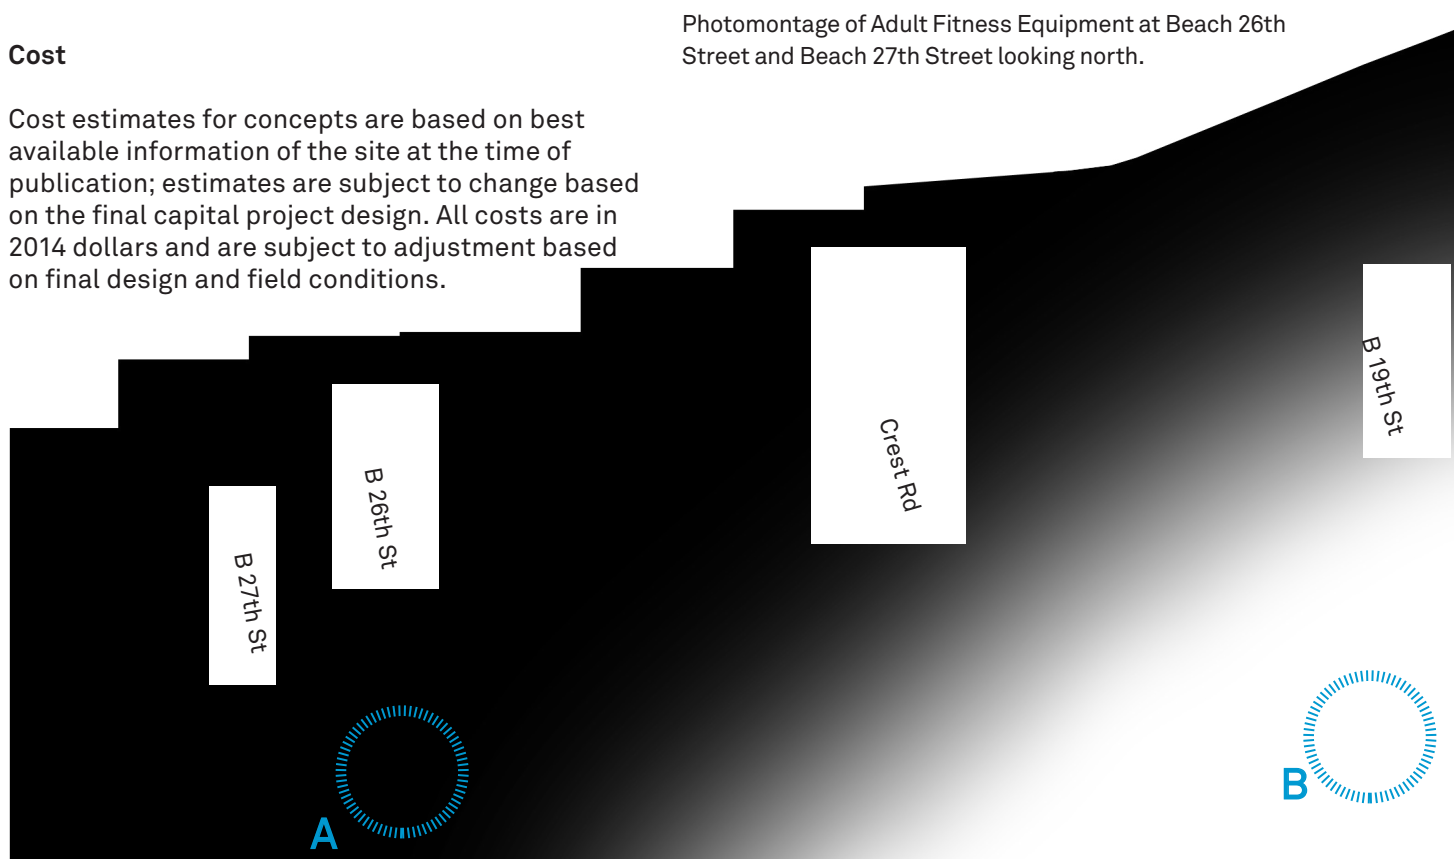 Photomontage of Adult Fitness Equipment at Beach 26th
Street and Beach 27th Street looking north.
Cost
Cost estimates for concepts are based on best
available information of the site at the time of
publication; estimates are subject to change based
on the final capital project design. All costs are in
2014 dollars and are subject to adjustment based
on final design and field conditions.
B 27th St
B 26th St
Crest Rd
B 19th St
A
B